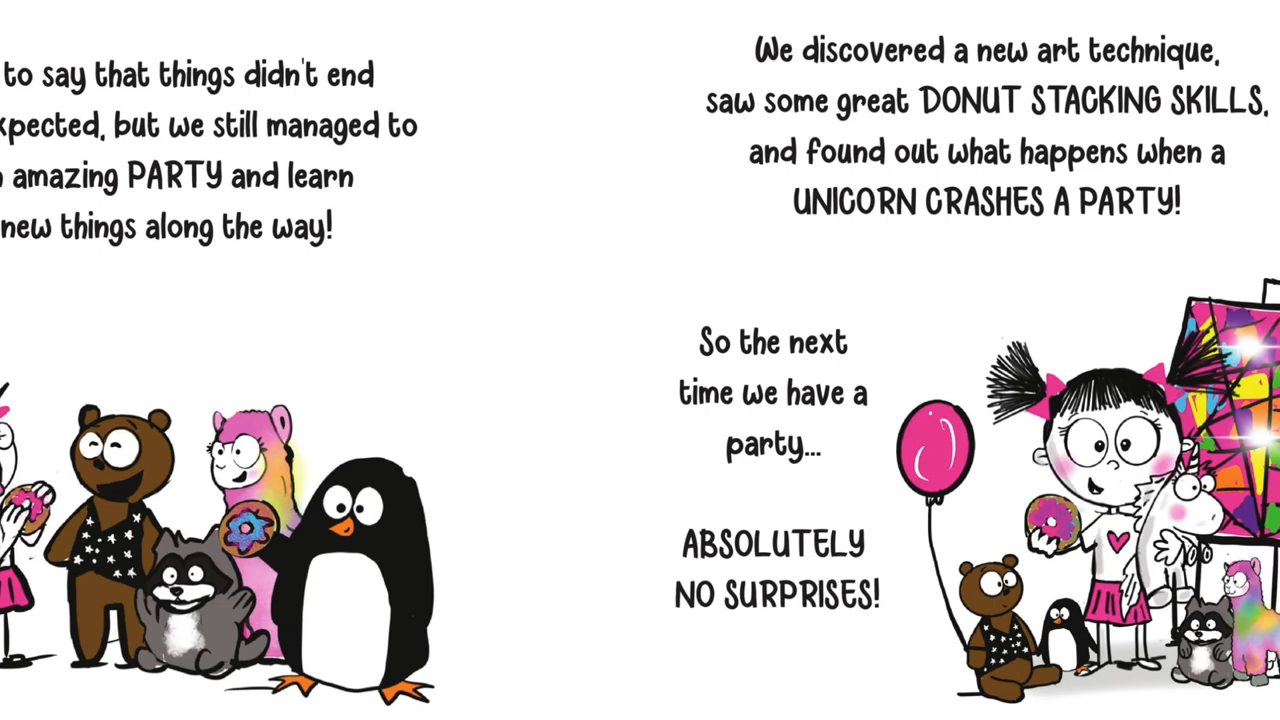 to say that things didn't end
but we still managed to
amazing PARTY and learn
new things along the way!
We discovered a new art technique,
saw some great DONUT STACKING SKILLS,
and found out what happens when a
UNICORN CRASHES A PARTY!
So the next
time we have a
party...
ABSOLUTELY
NO SURPRISES!